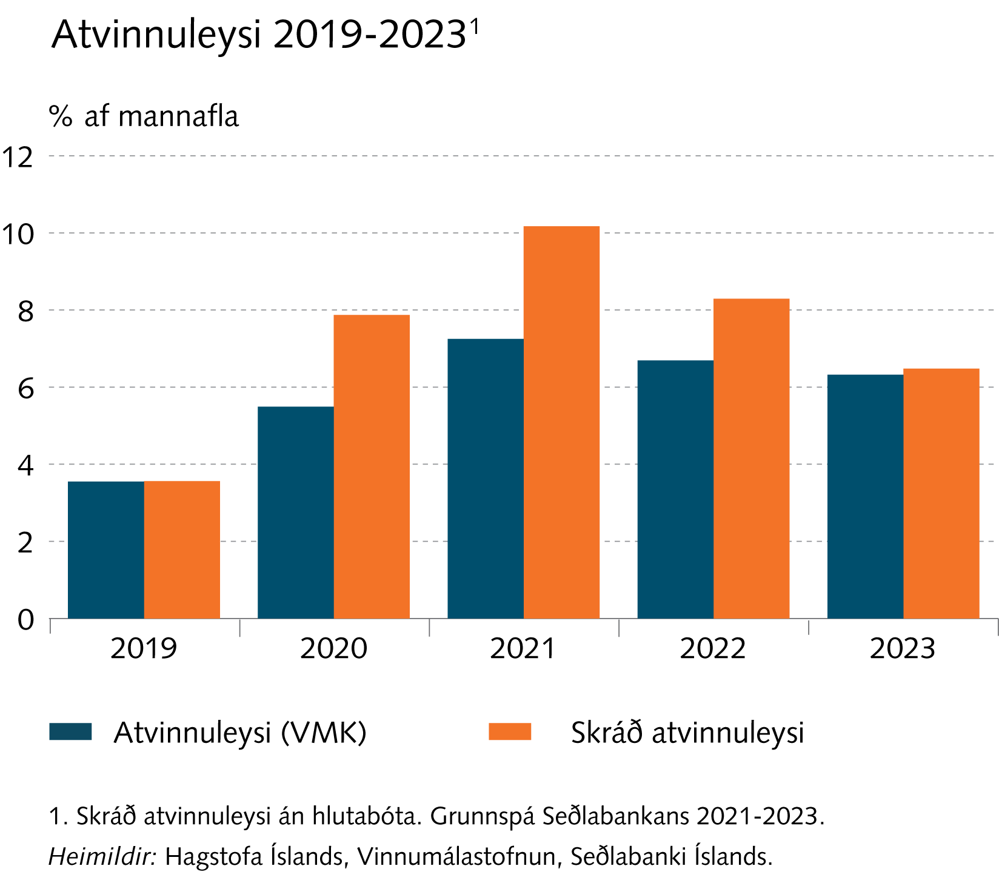 Atvinnuleysi 2019-2023¹
% af mannafla
12
10
8
6
4
2
0
2019 2020 2021 2022 2023
Atvinnuleysi (VMK) Skráð atvinnuleysi
1. Skráð atvinnuleysi án hlutabóta. Grunnspá Seðlabankans 2021-2023.
Heimildir: Hagstofa Íslands, Vinnumálastofnun, Seðlabanki Íslands.